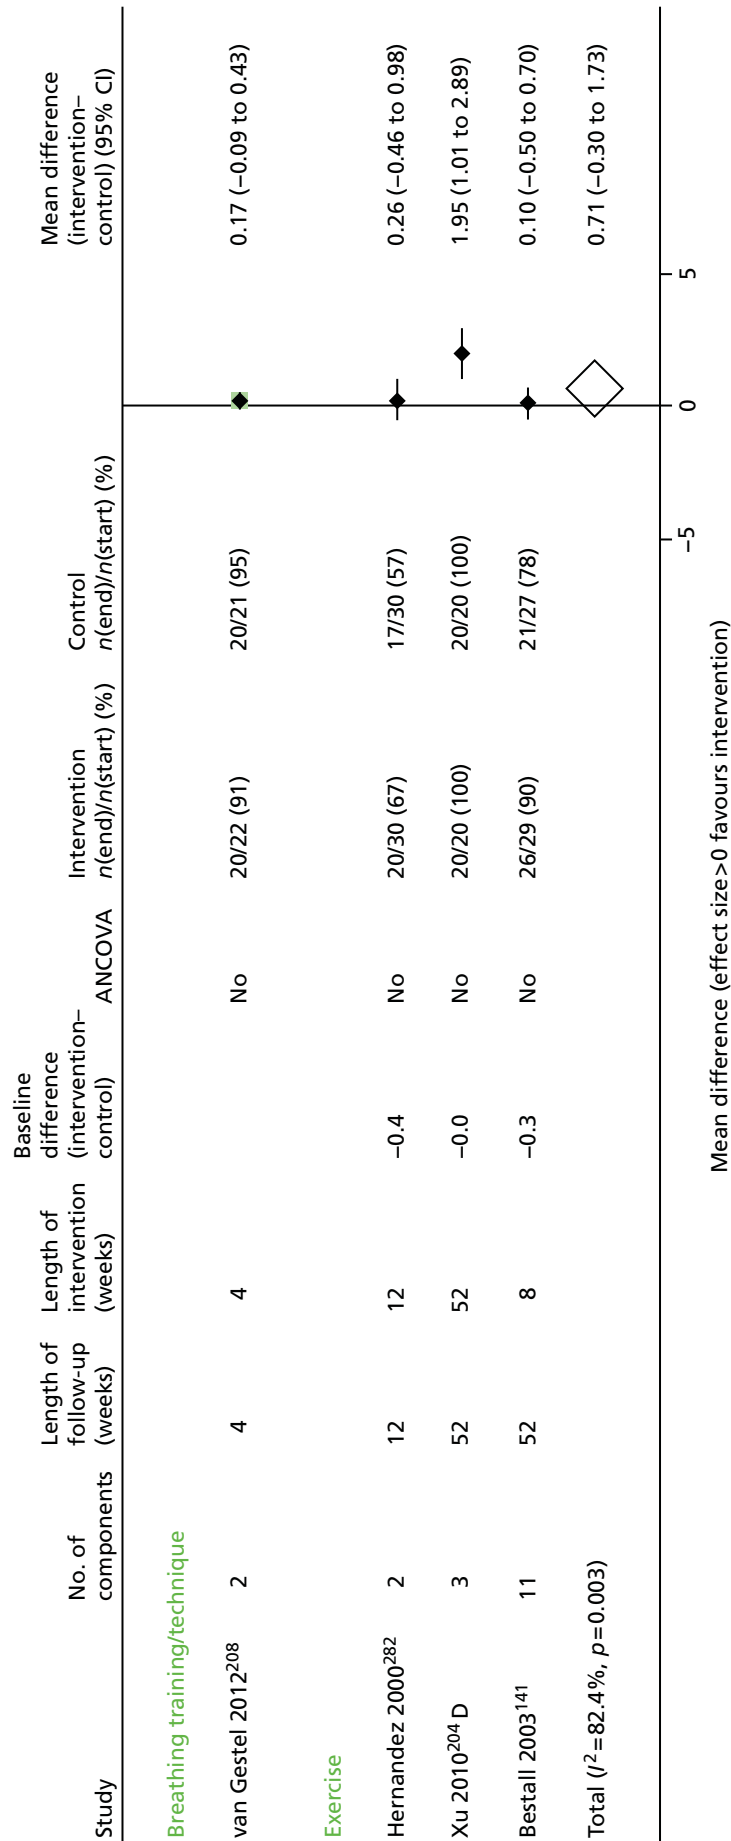 Study
No. of
components
Length of
follow-up
(weeks)
Length of
intervention
(weeks)
Baseline
difference
(intervention–
control)
ANCOVA
Intervention
n(end)/n(start) (%)
Control
n(end)/n(start) (%)
Mean difference
(intervention–
control) (95% CI)
Breathing training/technique
van Gestel 2012²⁰⁸ 2 4 4 No 20/22 (91) 20/21 (95) 0.17 (−0.09 to 0.43)
Exercise
Hernandez 2000²⁸² 2 12 12 −0.4 No 20/30 (67) 17/30 (57) 0.26 (−0.46 to 0.98)
Xu 2010²⁰⁴ D 3 52 52 −0.0 No 20/20 (100) 20/20 (100) 1.95 (1.01 to 2.89)
Bestall 2003¹⁴¹ 11 52 8 −0.3 No 26/29 (90) 21/27 (78) 0.10 (−0.50 to 0.70)
Total (I²=82.4%, p=0.003) 0.71 (−0.30 to 1.73)
−5 0 5
Mean difference (effect size>0 favours intervention)